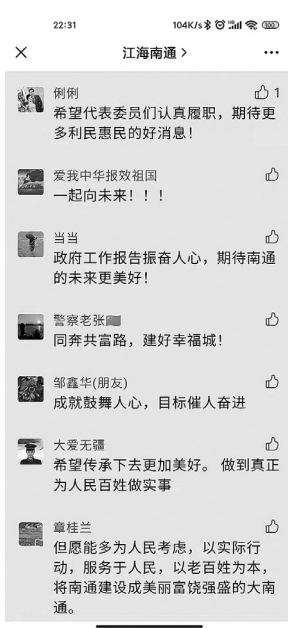 22:31
104K/s
江海南通 >
俐俐
1
希望代表委员们认真履职，期待更
多利民惠民的好消息！
爱我中华报效祖国
一起向未来！！！
当当
政府工作报告振奋人心，期待南通
的未来更美好！
警察老张
同奔共富路，建好幸福城！
邹鑫华(朋友)
成就鼓舞人心，目标催人奋进
大爱无疆
希望传承下去更加美好。 做到真正
为人民百姓做实事
章桂兰
但愿能多为人民考虑，以实际行
动，服务于人民，以老百姓为本，
将南通建设成美丽富饶强盛的大南
通。